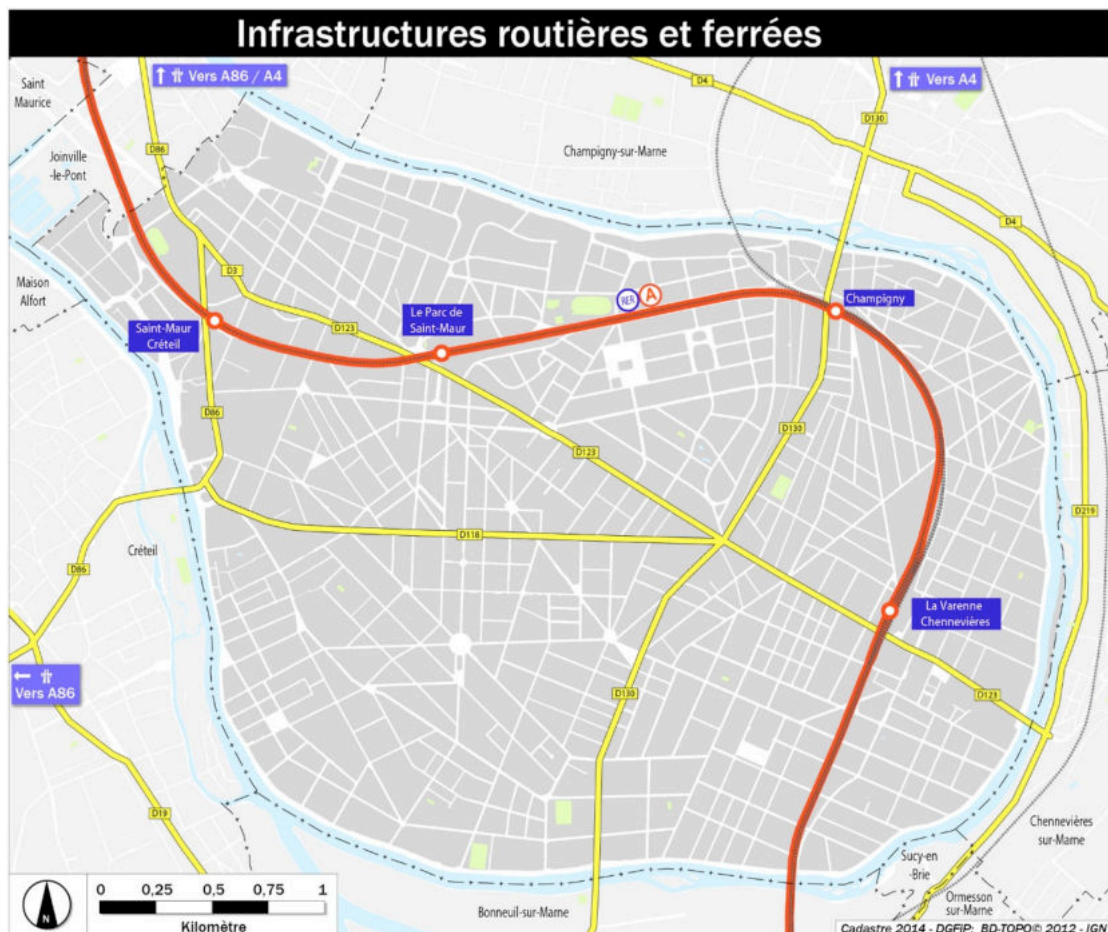 Infrastructures routières et ferrées
Vers A86 / A4
Vers A4
Saint
Maurice
D4
D130
D86
Joinville
-le-Pont
Champigny-sur-Marne
D4
Maison
Alfort
D3
RER
A
Champigny
Le Parc de
Saint-Maur
Saint-Maur
Créteil
D123
D86
D130
D123
D219
D118
Créteil
D86
La Varenne
Chennevières
Vers A86
D130
D123
D19
Chennevières
sur-Marne
Sucy-en
-Brie
Ormesson
sur-Marne
Bonneuil-sur-Marne
N
0 0,25 0,5 0,75 1
Kilomètre
Cadastre 2014 - DGFiP; BD-TOPO© 2012 - IGN